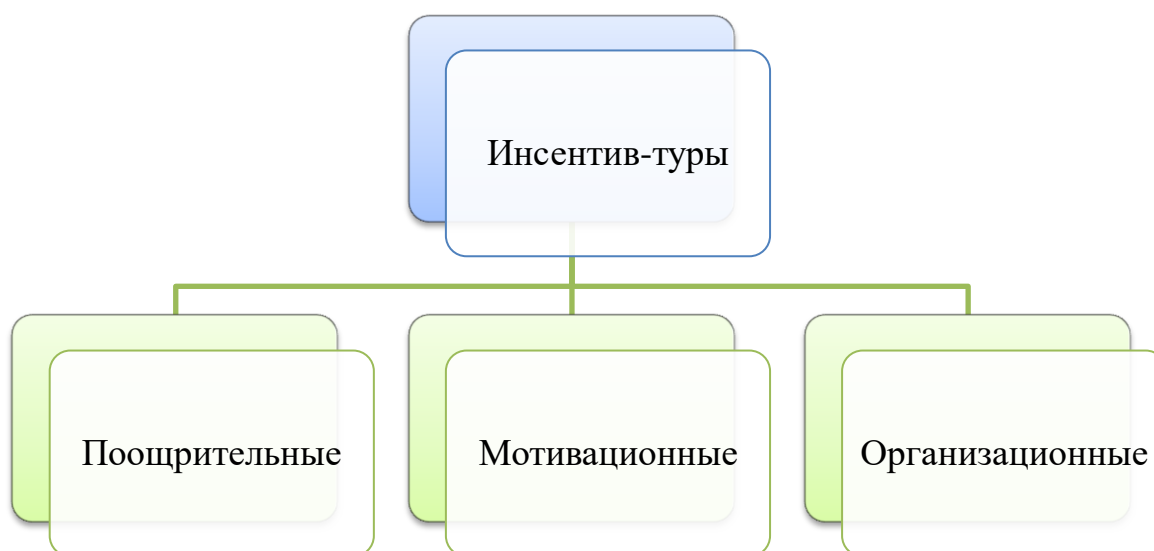 Инсентив-туры
Поощрительные
Мотивационные
Организационные